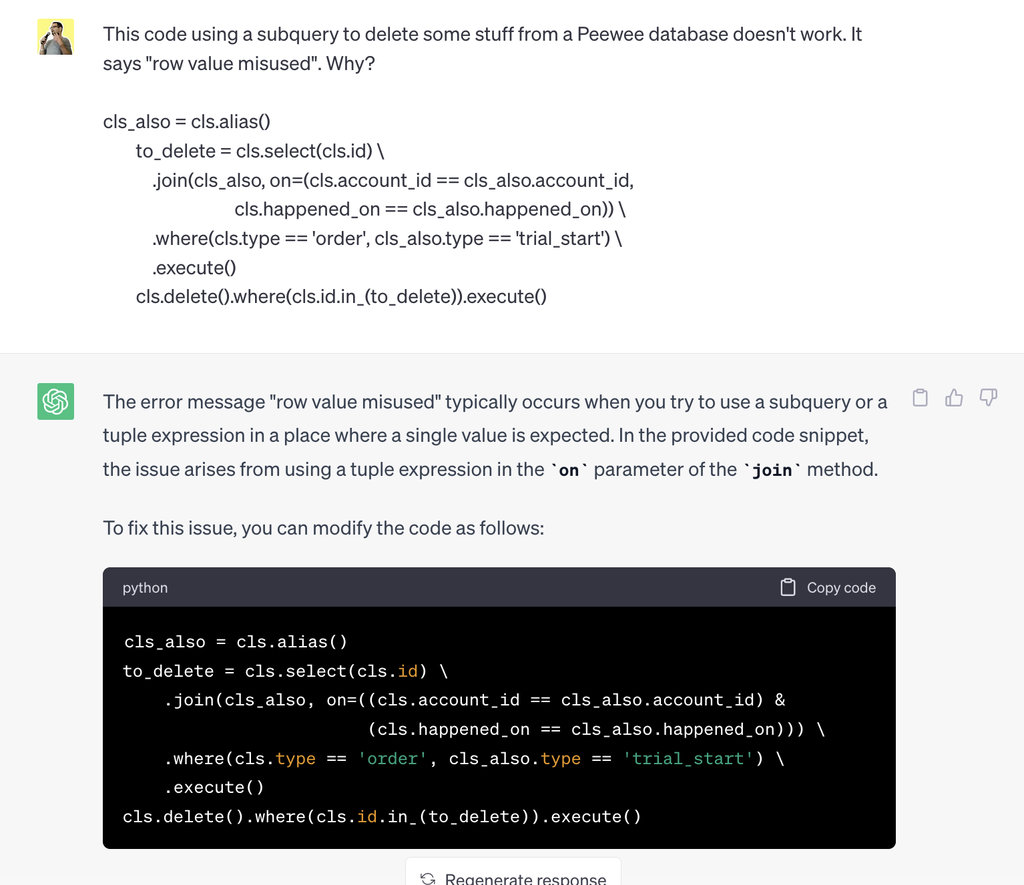 This code using a subquery to delete some stuff from a Peewee database doesn't work. It
says "row value misused". Why?
cls_also = cls.alias()
to_delete = cls.select(cls.id) \
.join(cls_also, on=(cls.account_id == cls_also.account_id,
cls.happened_on == cls_also.happened_on)) \
.where(cls.type == 'order', cls_also.type == 'trial_start') \
.execute()
cls.delete().where(cls.id.in_(to_delete)).execute()
The error message "row value misused" typically occurs when you try to use a subquery or a
tuple expression in a place where a single value is expected. In the provided code snippet,
the issue arises from using a tuple expression in the `on` parameter of the `join` method.
To fix this issue, you can modify the code as follows:
python
Copy code
cls_also = cls.alias()
to_delete = cls.select(cls.id) \
.join(cls_also, on=((cls.account_id == cls_also.account_id) &
(cls.happened_on == cls_also.happened_on))) \
.where(cls.type == 'order', cls_also.type == 'trial_start') \
.execute()
cls.delete().where(cls.id.in_(to_delete)).execute()
Regenerate response